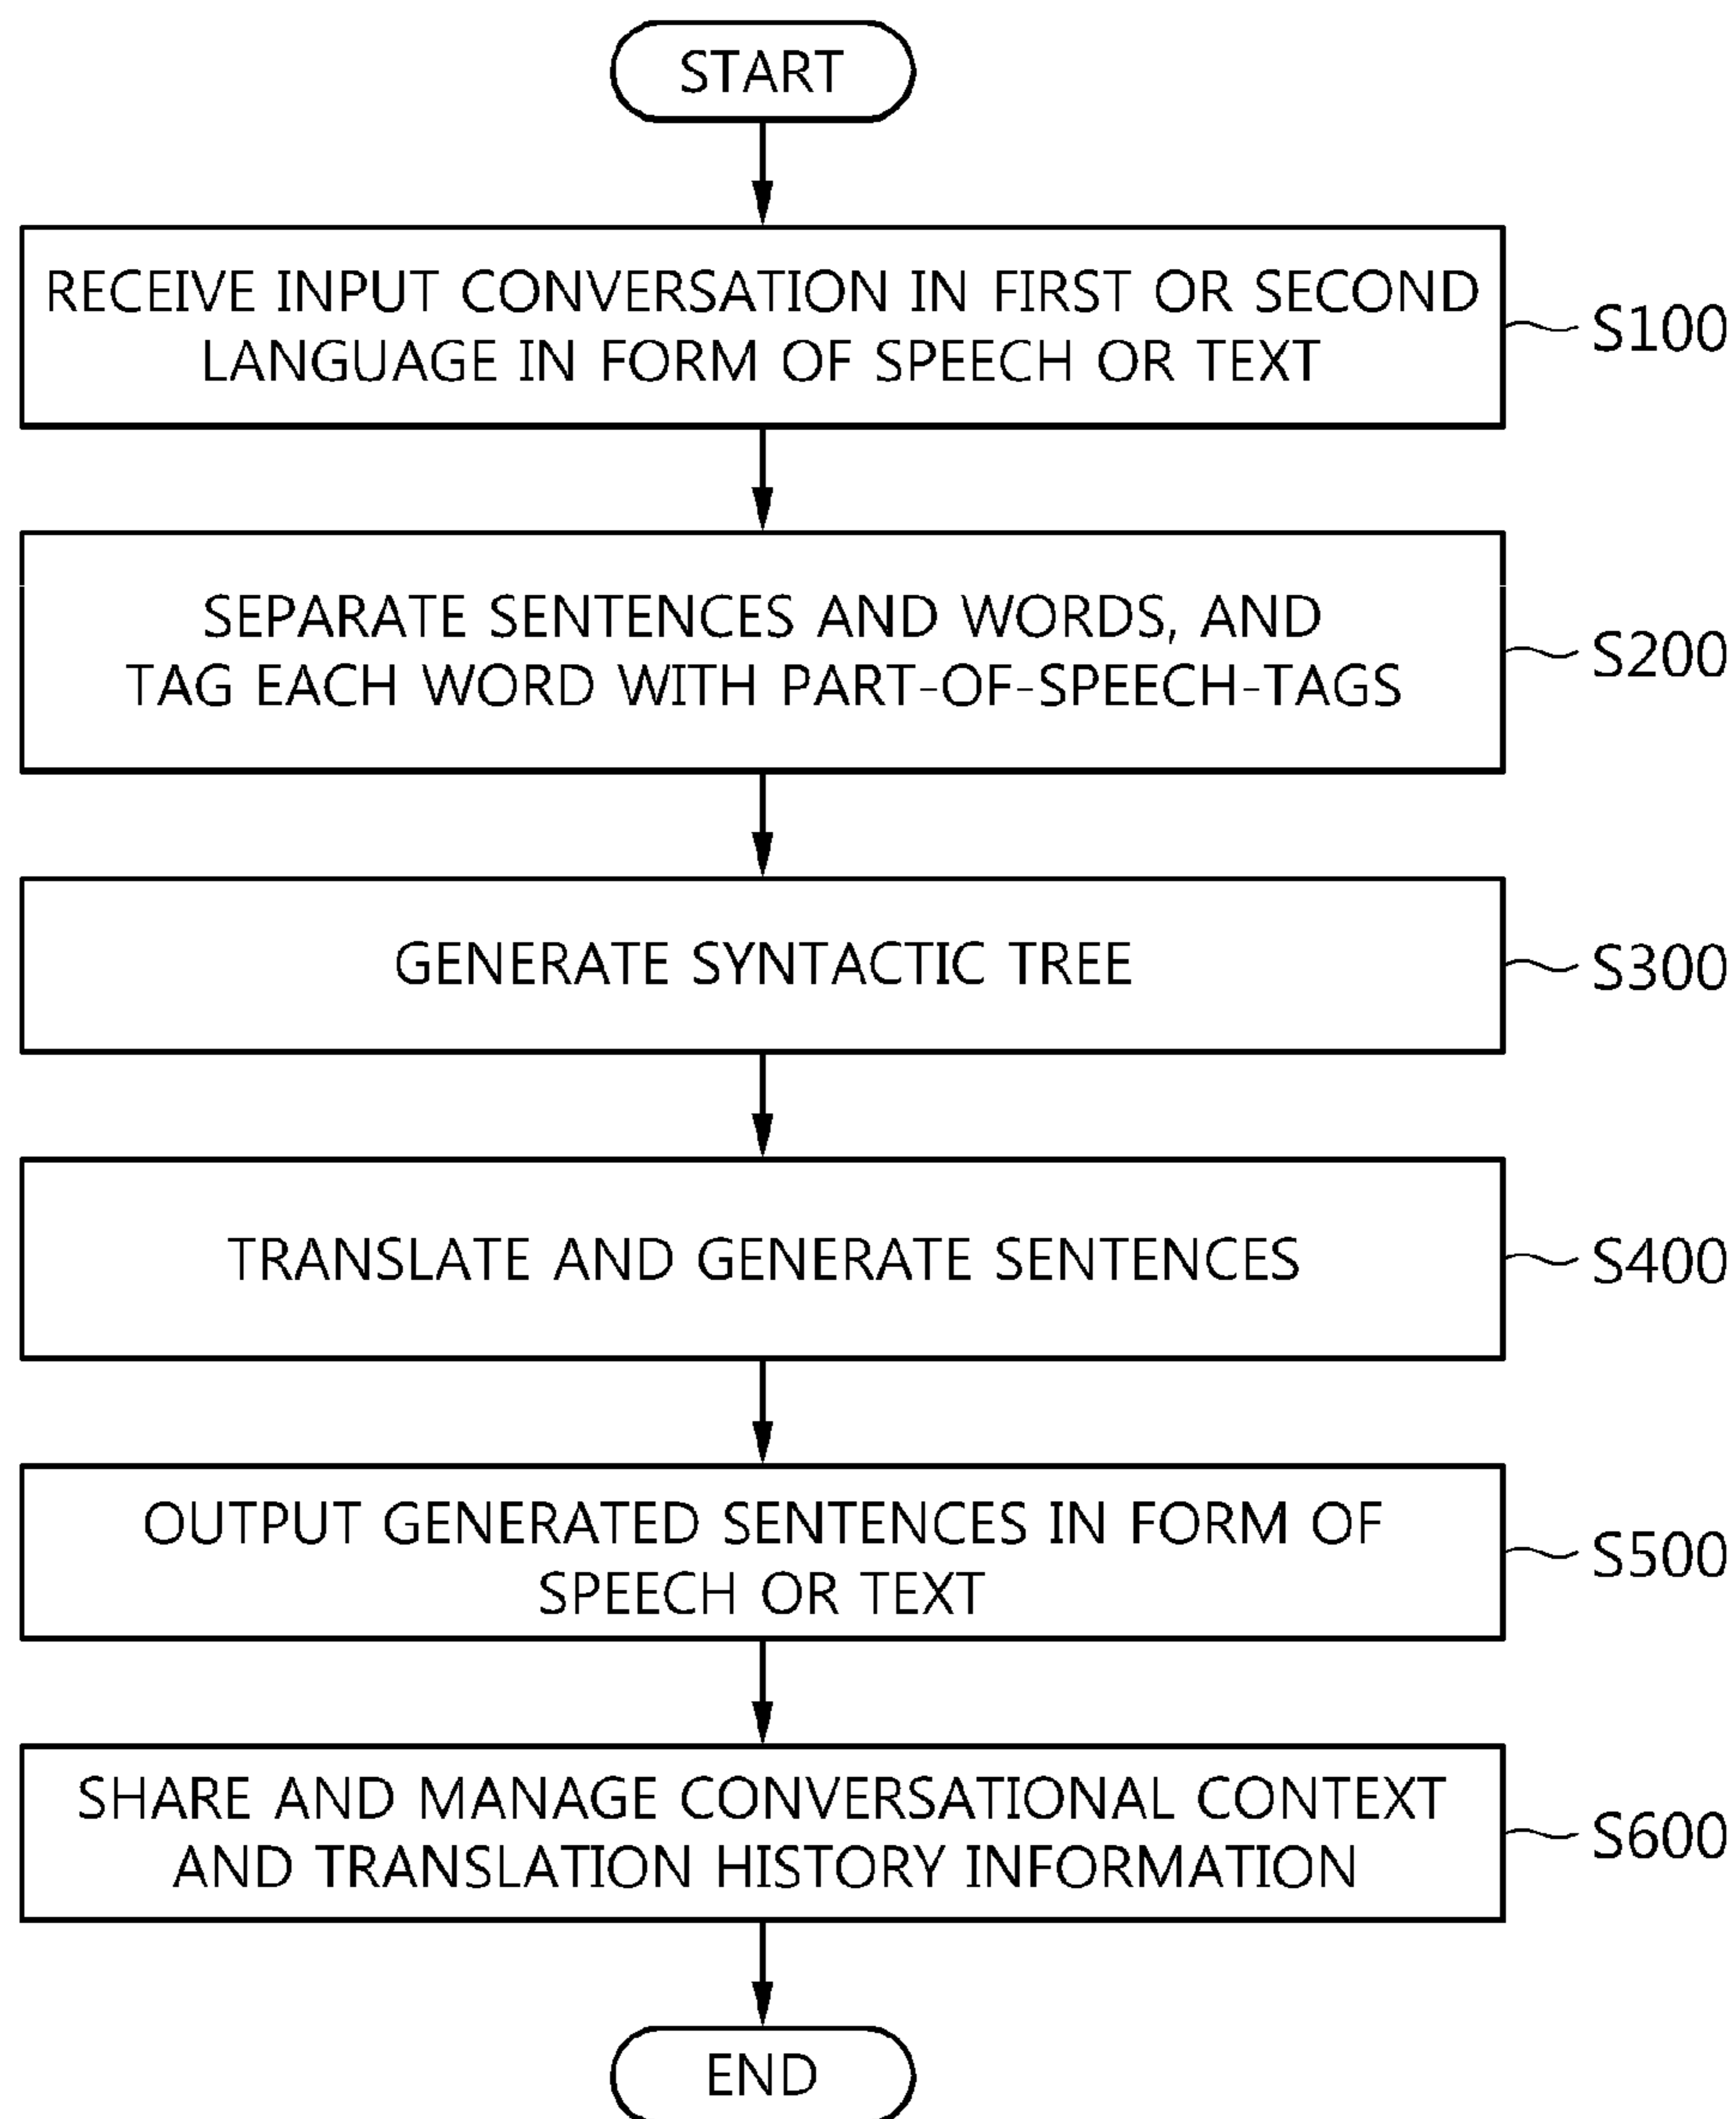 START
RECEIVE INPUT CONVERSATION IN FIRST OR SECOND
LANGUAGE IN FORM OF SPEECH OR TEXT
S100
SEPARATE SENTENCES AND WORDS, AND
TAG EACH WORD WITH PART-OF-SPEECH-TAGS
S200
GENERATE SYNTACTIC TREE
S300
TRANSLATE AND GENERATE SENTENCES
S400
OUTPUT GENERATED SENTENCES IN FORM OF
SPEECH OR TEXT
S500
SHARE AND MANAGE CONVERSATIONAL CONTEXT
AND TRANSLATION HISTORY INFORMATION
S600
END